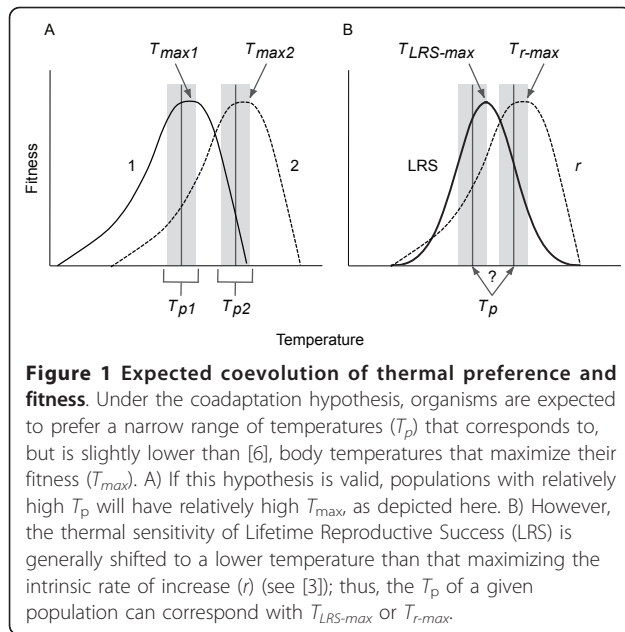 A
B
T_max1
T_max2
T_LRS-max
T_r-max
1
2
LRS
r
Fitness
?
T_p1
T_p2
T_p
Temperature
Figure 1 Expected coevolution of thermal preference and
fitness. Under the coadaptation hypothesis, organisms are expected
to prefer a narrow range of temperatures (T_p) that corresponds to,
but is slightly lower than [6], body temperatures that maximize their
fitness (T_max). A) If this hypothesis is valid, populations with relatively
high T_p will have relatively high T_max, as depicted here. B) However,
the thermal sensitivity of Lifetime Reproductive Success (LRS) is
generally shifted to a lower temperature than that maximizing the
intrinsic rate of increase (r) (see [3]); thus, the T_p of a given
population can correspond with T_LRS-max or T_r-max.